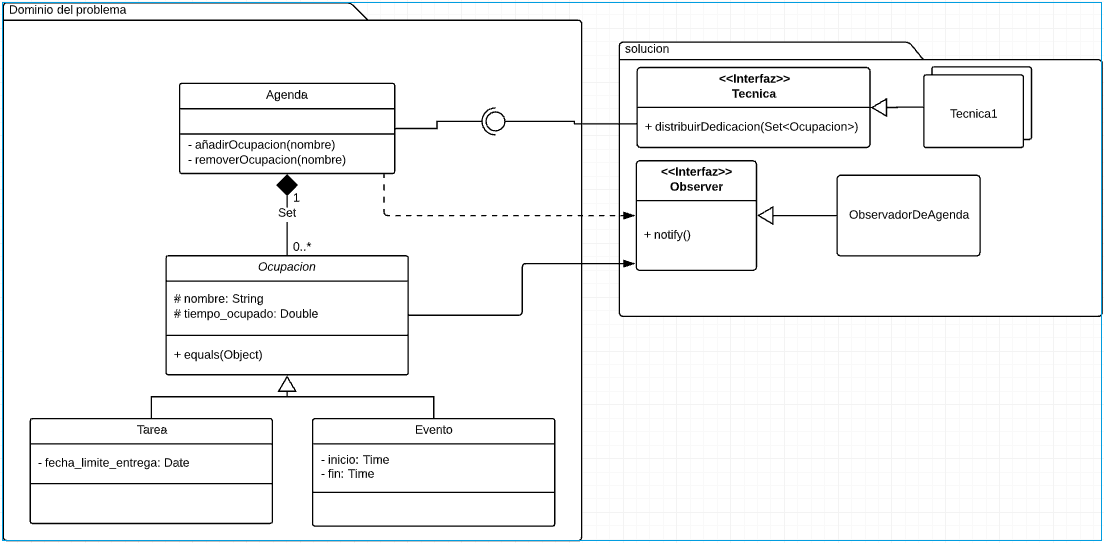 Dominio del problema
Agenda
- añadirOcupacion(nombre)
- removerOcupacion(nombre)
1
Set
0..*
Ocupacion
# nombre: String
# tiempo_ocupado: Double
+ equals(Object)
Tarea
- fecha_limite_entrega: Date
Evento
- inicio: Time
- fin: Time
solucion
<<Interfaz>>
Tecnica
+ distribuirDedicacion(Set<Ocupacion>)
Tecnica1
<<Interfaz>>
Observer
+ notify()
ObservadorDeAgenda